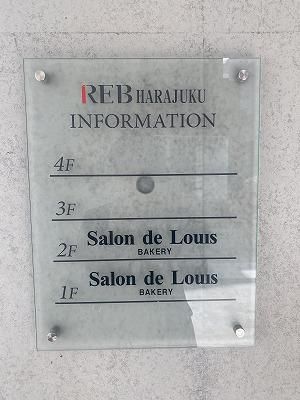 REB HARAJUKU
INFORMATION
4F
3F
2F Salon de Louis
BAKERY
1F Salon de Louis
BAKERY